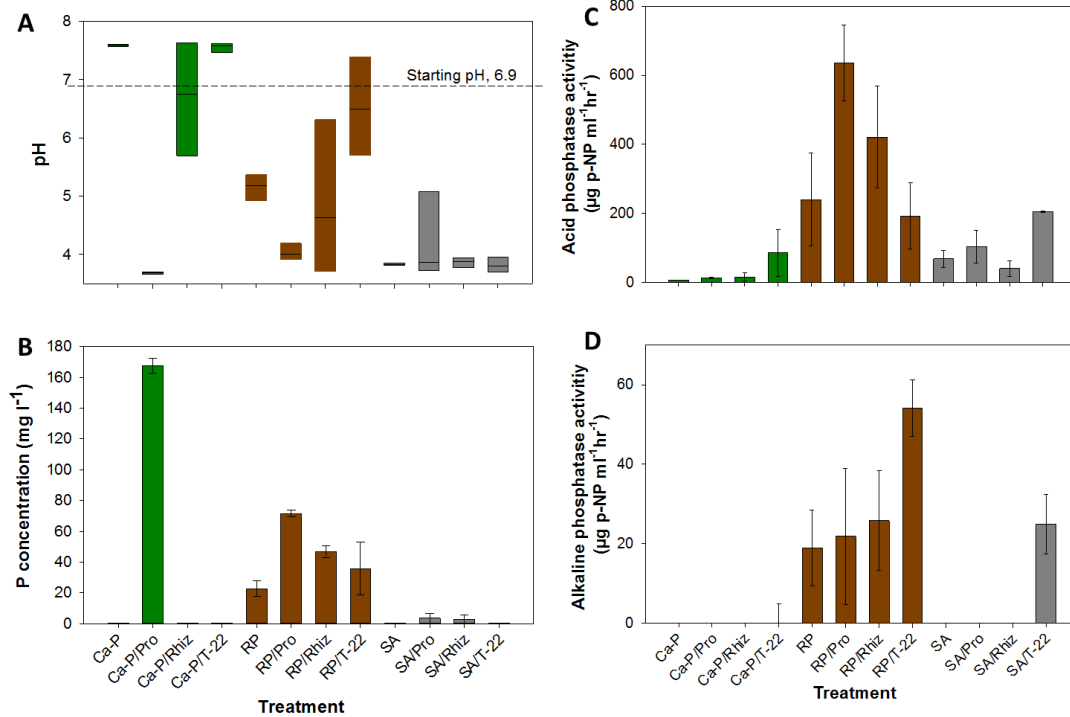 A
8
7
6
5
4
pH
Starting pH, 6.9
B
180
160
140
120
100
80
60
40
20
0
P concentration (mg l⁻¹)
Ca-P
Ca-P/Pro
Ca-P/Rhiz
Ca-P/T-22
RP
RP/Pro
RP/Rhiz
RP/T-22
SA
SA/Pro
SA/Rhiz
SA/T-22
Treatment
C
800
600
400
200
0
Acid phosphatase activitiy
(µg p-NP ml⁻¹hr⁻¹)
D
60
40
20
0
Alkaline phosphatase activitiy
(µg p-NP ml⁻¹hr⁻¹)
Ca-P
Ca-P/Pro
Ca-P/Rhiz
Ca-P/T-22
RP
RP/Pro
RP/Rhiz
RP/T-22
SA
SA/Pro
SA/Rhiz
SA/T-22
Treatment